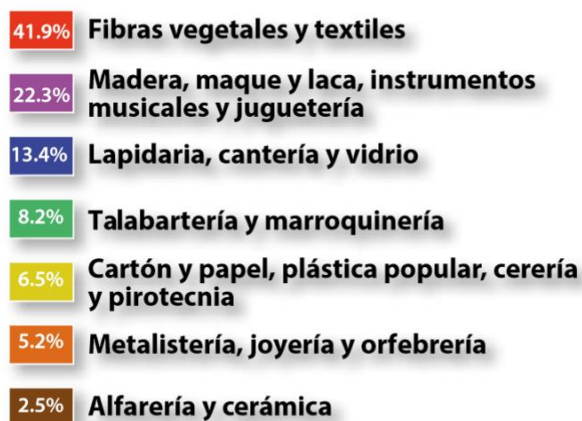 41.9% Fibras vegetales y textiles
22.3% Madera, maque y laca, instrumentos
musicales y juguetería
13.4% Lapidaria, cantería y vidrio
8.2% Talabartería y marroquinería
6.5% Cartón y papel, plástica popular, cerería
y pirotecnia
5.2% Metalistería, joyería y orfebrería
2.5% Alfarería y cerámica